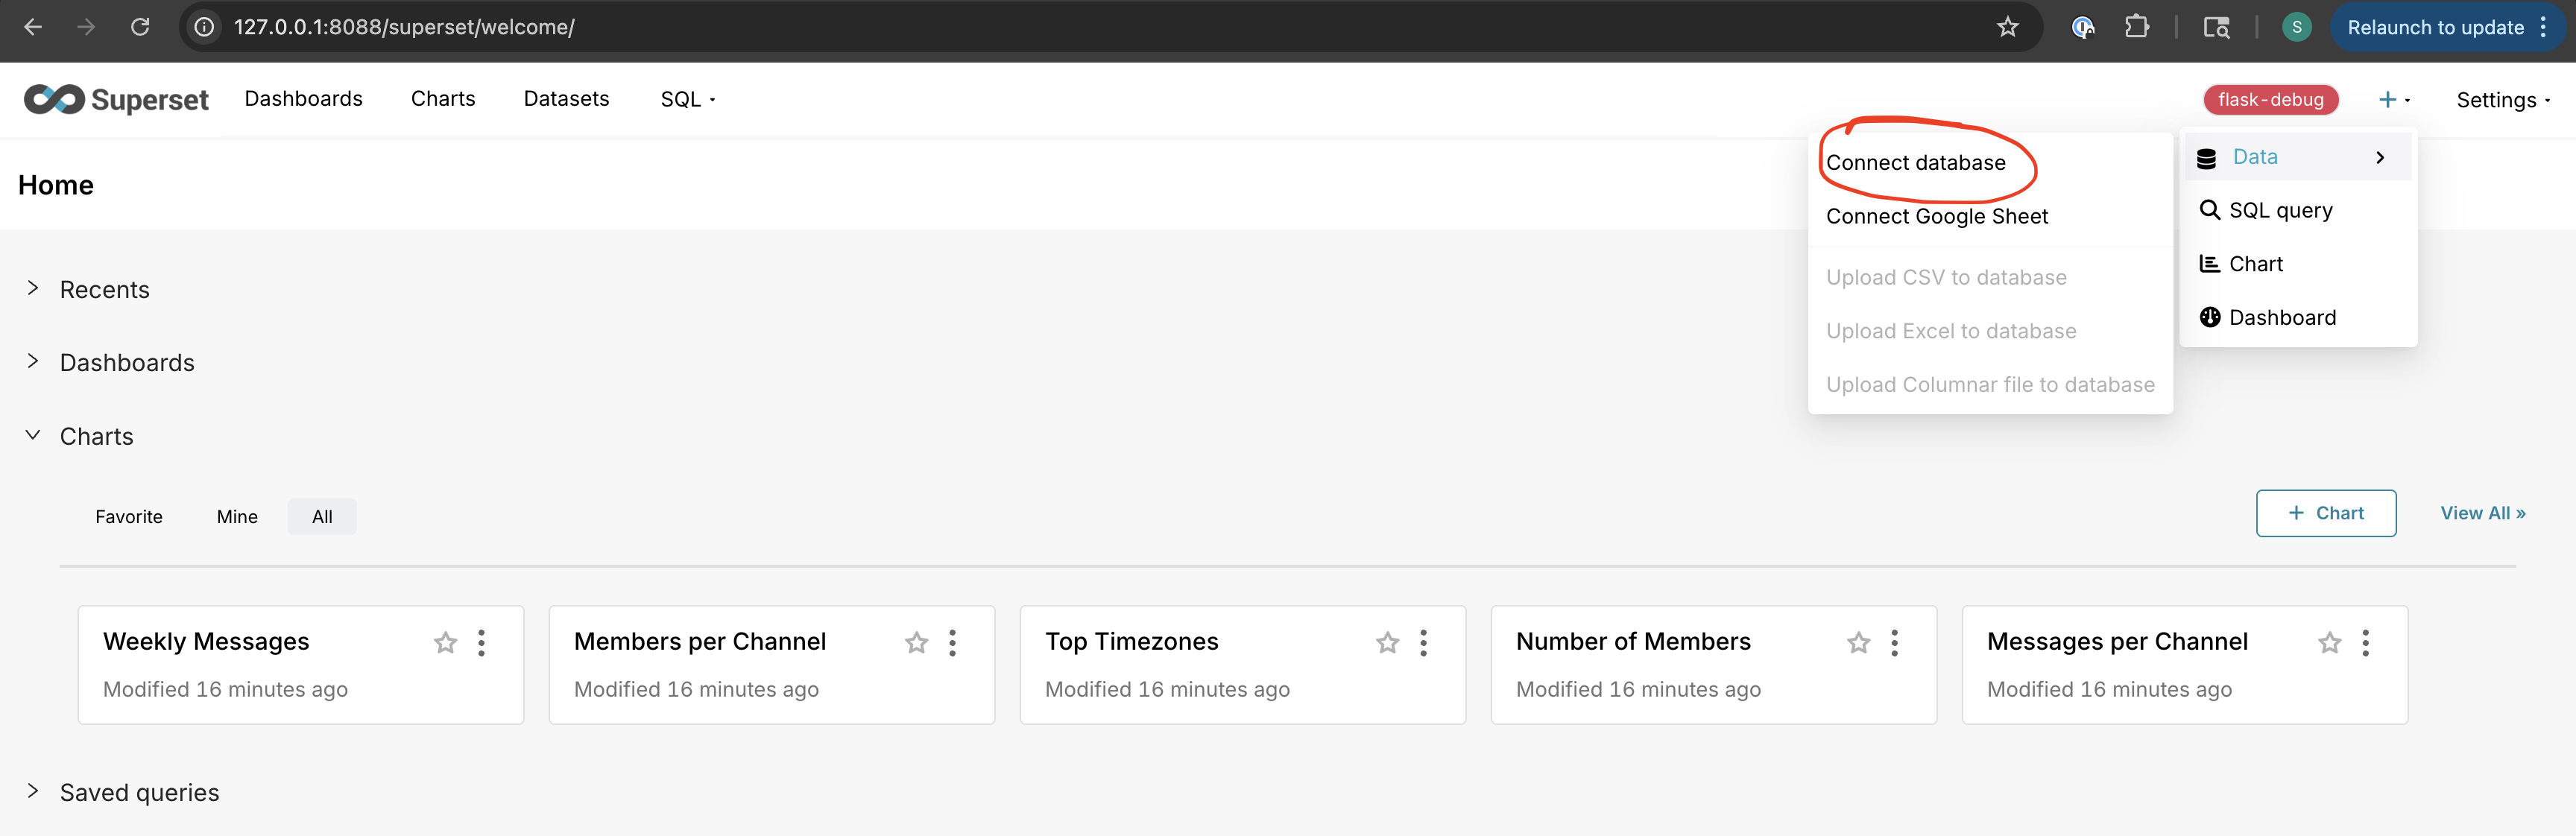 127.0.0.1:8088/superset/welcome/
S
Relaunch to update
Superset
Dashboards
Charts
Datasets
SQL
flask-debug
+
Settings
Home
Connect database
Connect Google Sheet
Upload CSV to database
Upload Excel to database
Upload Columnar file to database
Data
SQL query
Chart
Dashboard
Recents
Dashboards
Charts
Favorite
Mine
All
+ Chart
View All »
Weekly Messages
Modified 16 minutes ago
Members per Channel
Modified 16 minutes ago
Top Timezones
Modified 16 minutes ago
Number of Members
Modified 16 minutes ago
Messages per Channel
Modified 16 minutes ago
Saved queries